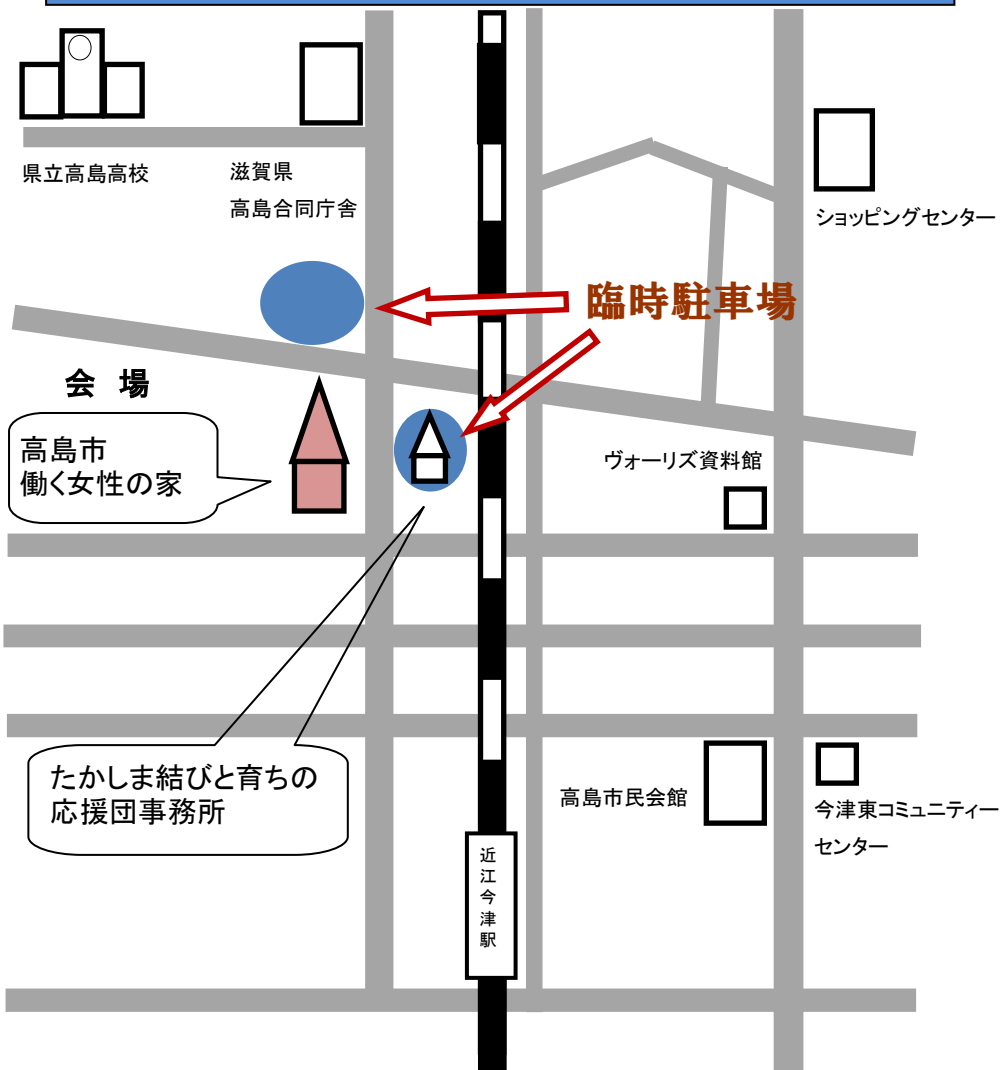 県立高島高校
滋賀県
高島合同庁舎
ショッピングセンター
臨時駐車場
会 場
高島市
働く女性の家
ヴォーリズ資料館
たかしま結びと育ちの
応援団事務所
高島市民会館
今津東コミュニティー
センター
近江今津駅